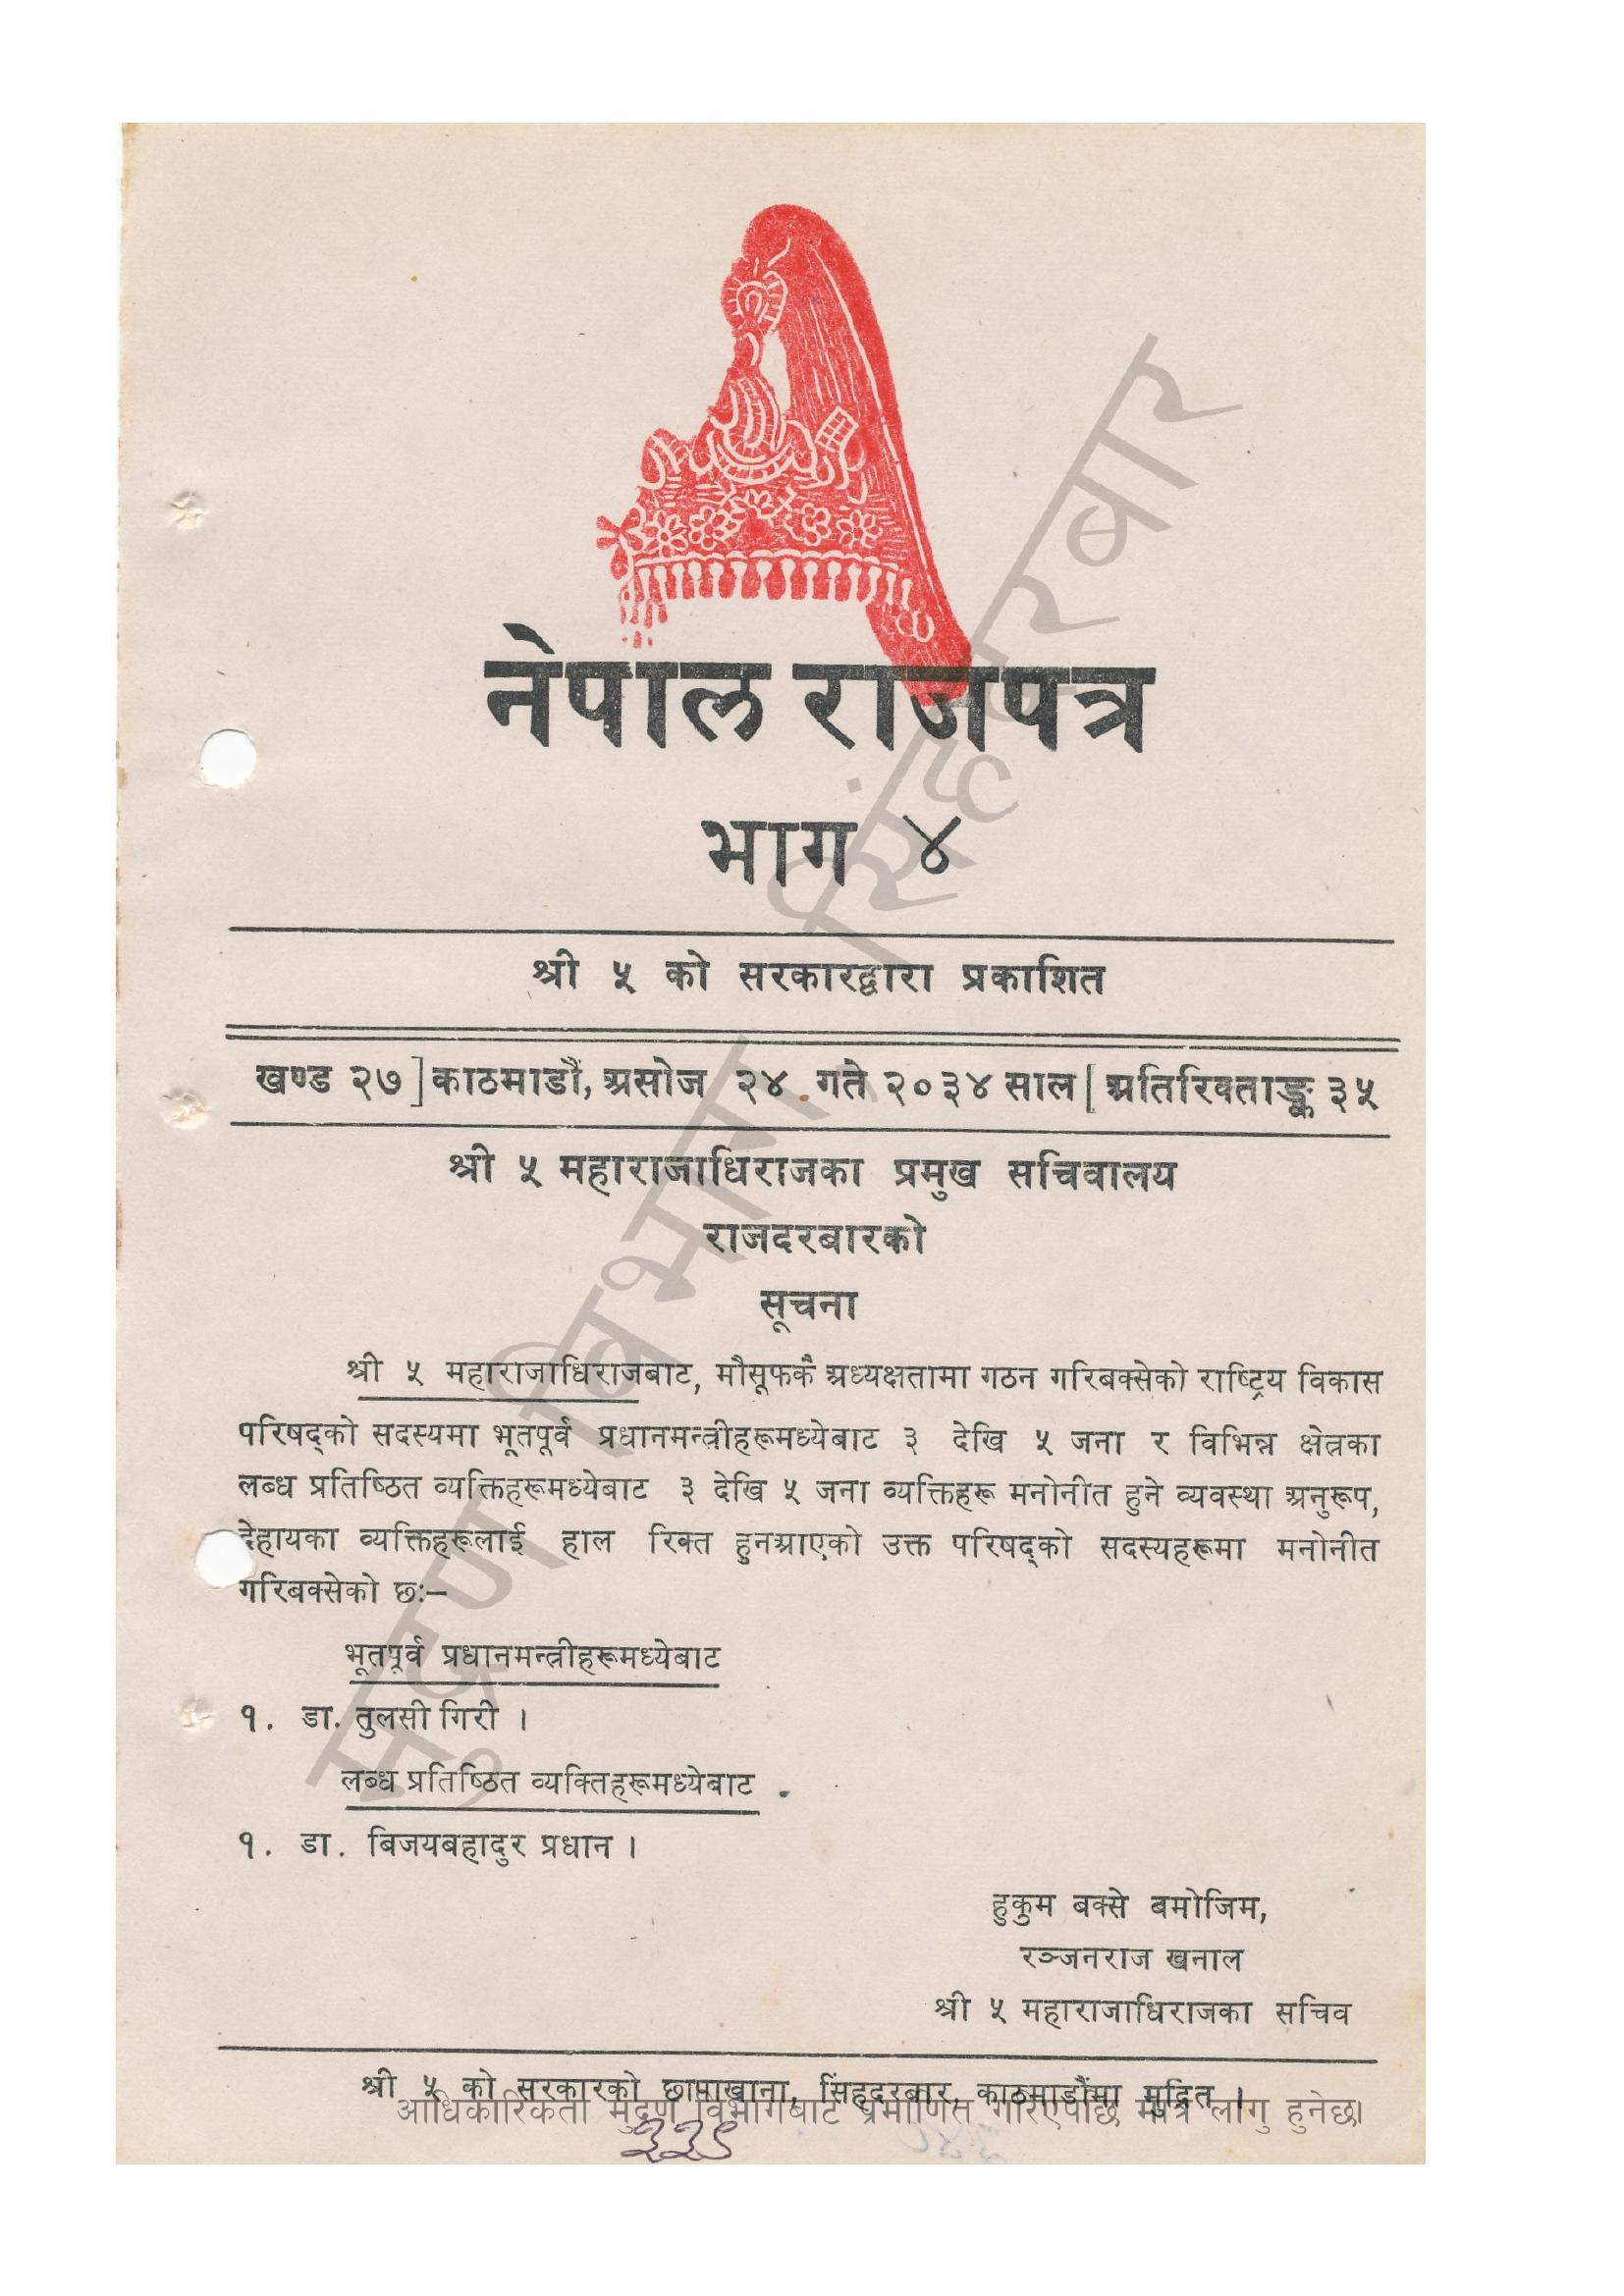 नेपाल राजपत्र
भाग ४
श्री ५ को सरकारद्वारा प्रकाशित
खण्ड २७] काठमाडौं, असोज २४ गते २०३४ साल [ अतिरिक्ताङ्क ३५
श्री ५ महाराजाधिराजका प्रमुख सचिवालय
राजदरबारको
सूचना
श्री ५ महाराजाधिराजबाट, मौसूफकै अध्यक्षतामा गठन गरिबक्सेको राष्ट्रिय विकास
परिषद्को सदस्यमा भूतपूर्व प्रधानमन्त्रीहरूमध्येबाट ३ देखि ५ जना र विभिन्न क्षेत्रका
लब्ध प्रतिष्ठित व्यक्तिहरूमध्येबाट ३ देखि ५ जना व्यक्तिहरू मनोनीत हुने व्यवस्था अनुरूप,
देहायका व्यक्तिहरूलाई हाल रिक्त हुनआएको उक्त परिषद्को सदस्यहरूमा मनोनीत
गरिबक्सेको छः–
भूतपूर्व प्रधानमन्त्रीहरूमध्येबाट
१. डा. तुलसी गिरी ।
लब्ध प्रतिष्ठित व्यक्तिहरूमध्येबाट
१. डा. बिजयबहादुर प्रधान ।
हुकुम बक्से बमोजिम,
रञ्जनराज खनाल
श्री ५ महाराजाधिराजका सचिव
श्री ५ को सरकारको छापाखाना, सिंहदरबार, काठमाडौंमा मुद्रित ।
आधिकारिकता मुद्रण विभागबाट प्रमाणित गरिएपछि मात्र लागु हुनेछ।
३३९
मुद्रण विभाग, सिंहदरबार